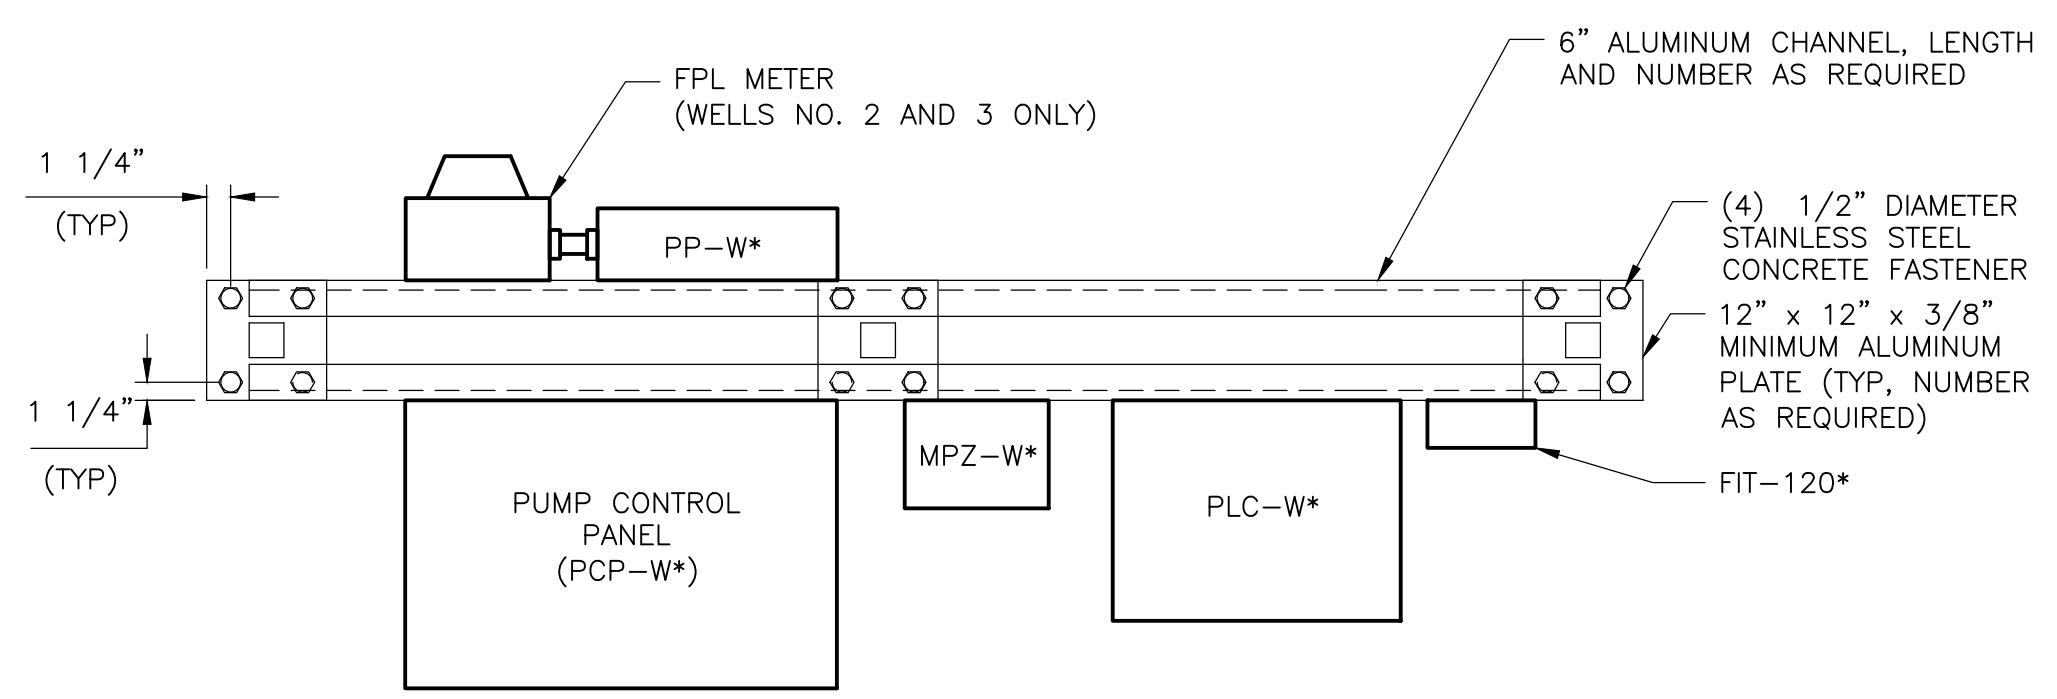 6” ALUMINUM CHANNEL, LENGTH
AND NUMBER AS REQUIRED
FPL METER
(WELLS NO. 2 AND 3 ONLY)
1 1/4”
(TYP)
(4) 1/2” DIAMETER
STAINLESS STEEL
CONCRETE FASTENER
PP-W*
12” x 12” x 3/8”
MINIMUM ALUMINUM
PLATE (TYP, NUMBER
AS REQUIRED)
1 1/4”
(TYP)
MPZ-W*
FIT-120*
PUMP CONTROL
PANEL
(PCP-W*)
PLC-W*